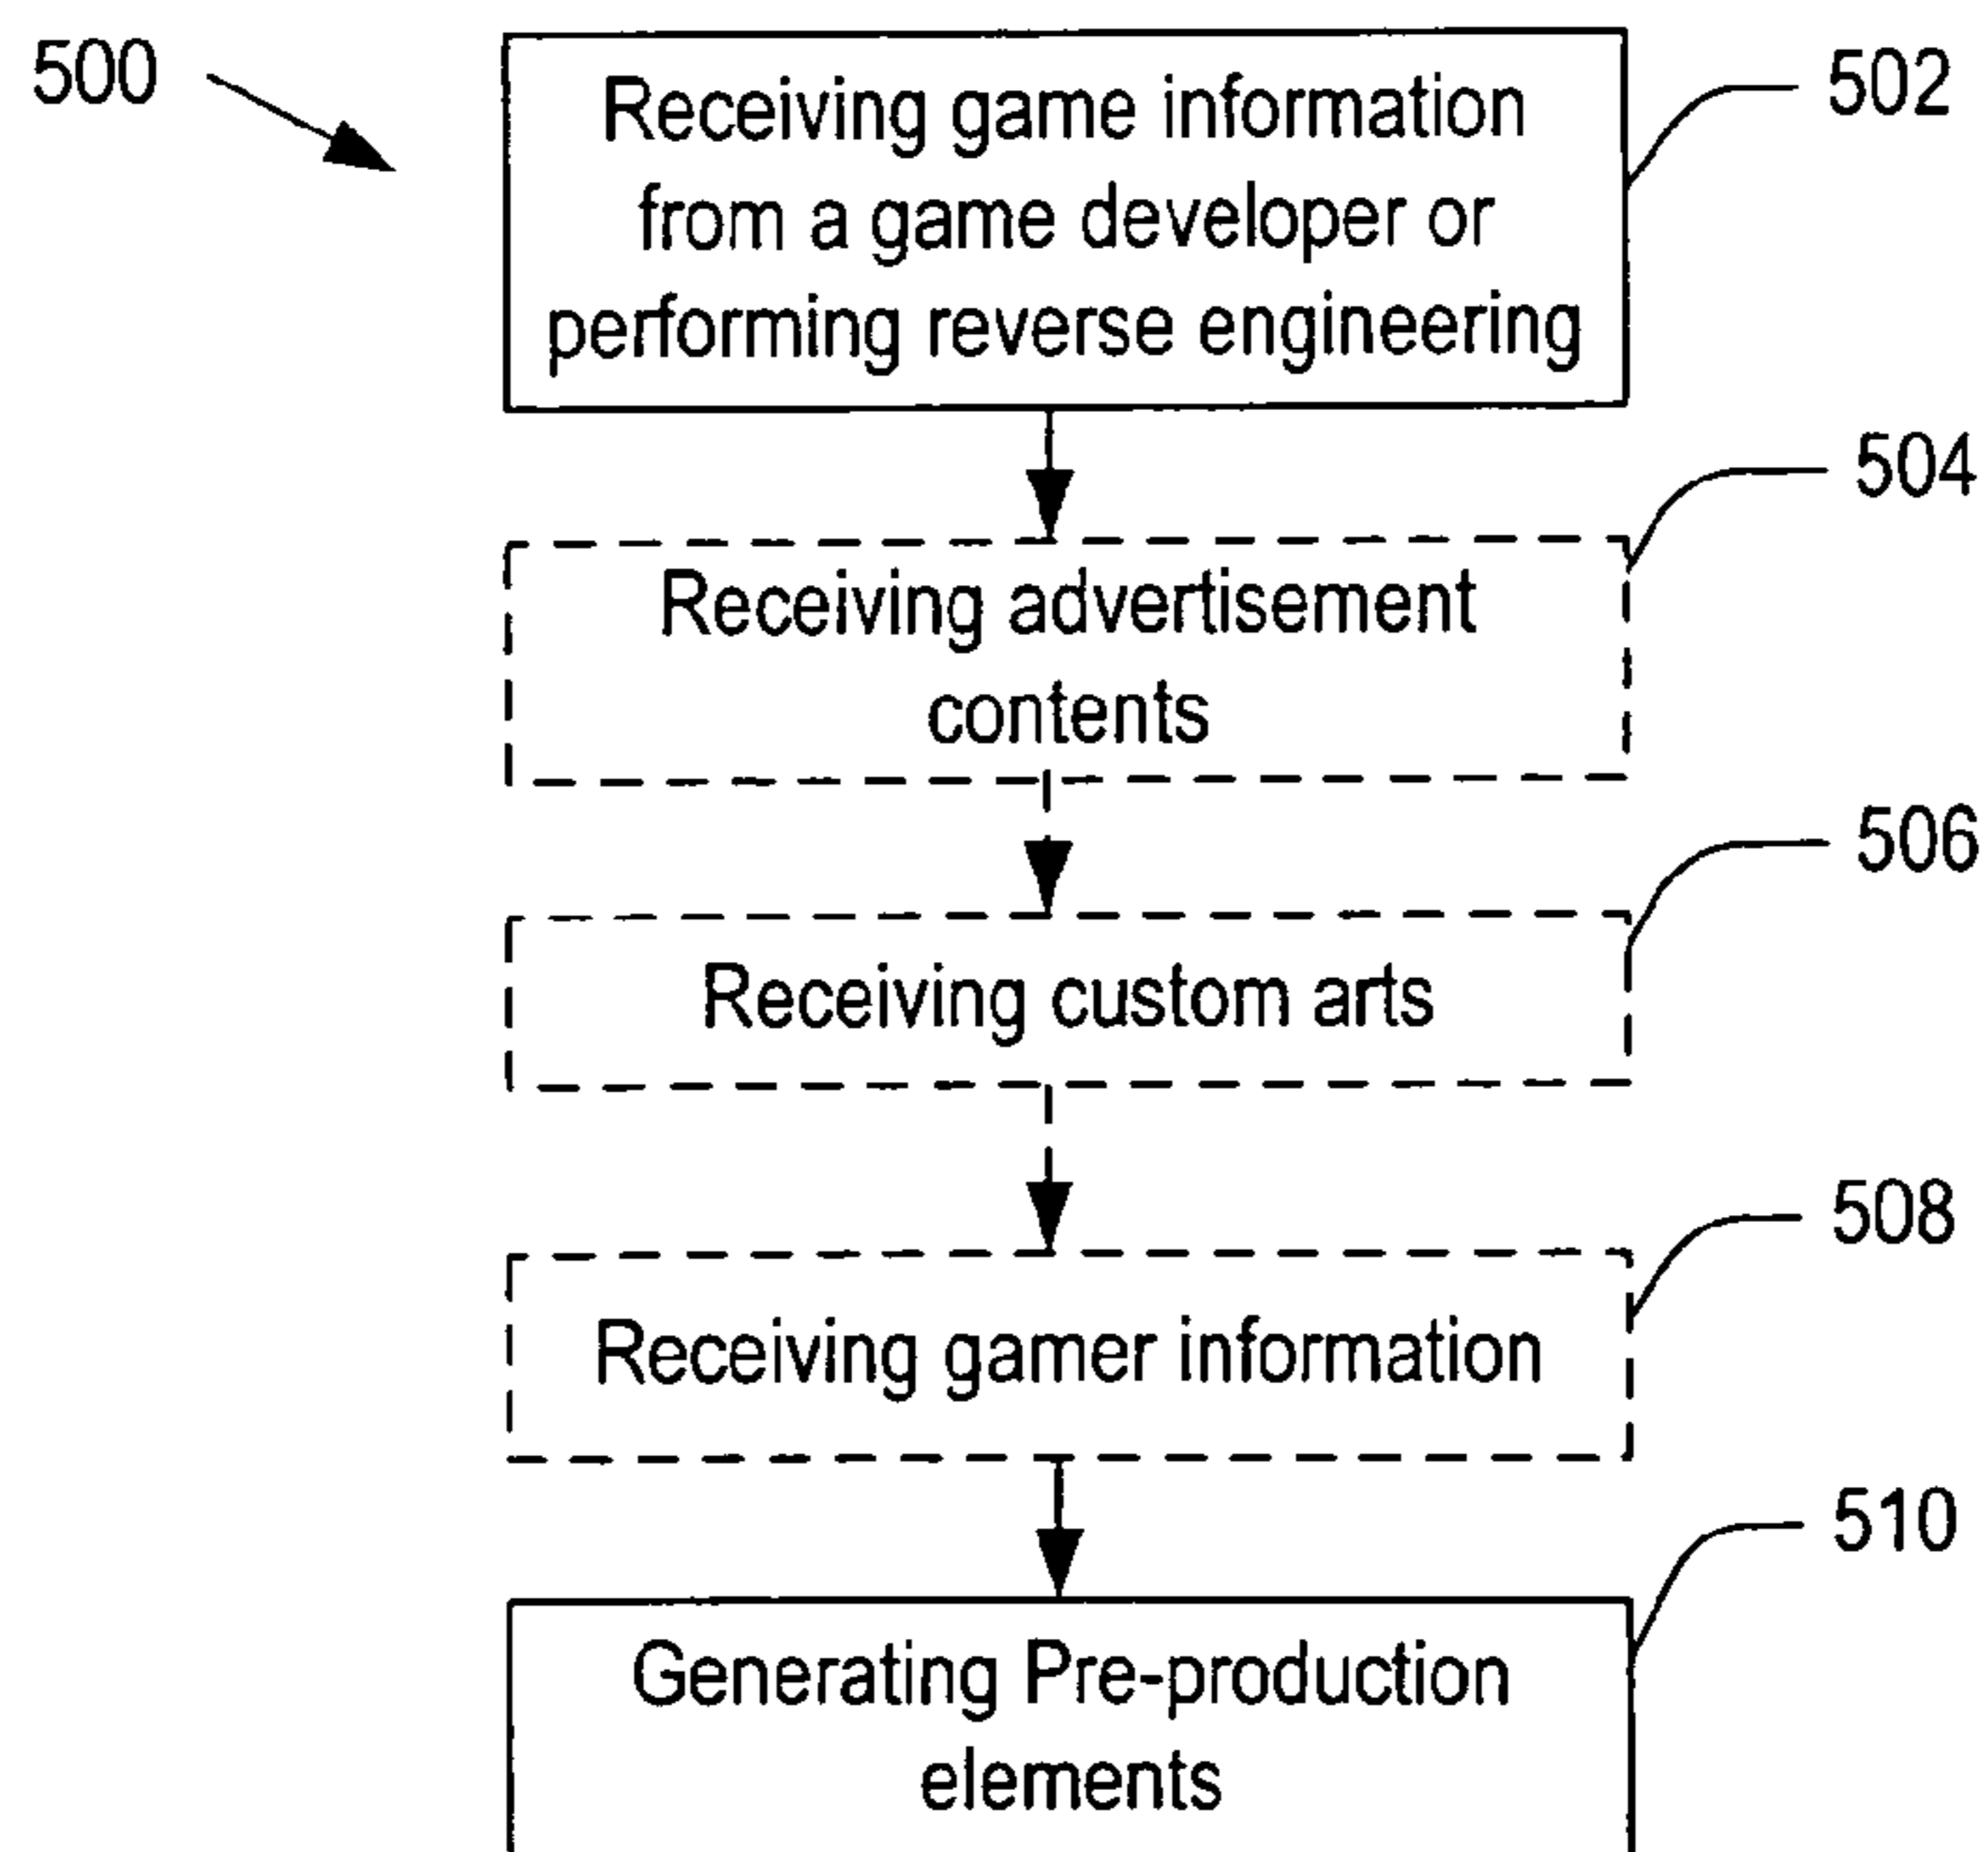 500
Receiving game information
from a game developer or
performing reverse engineering
502
Receiving advertisement
contents
504
Receiving custom arts
506
Receiving gamer information
508
Generating Pre-production
elements
510